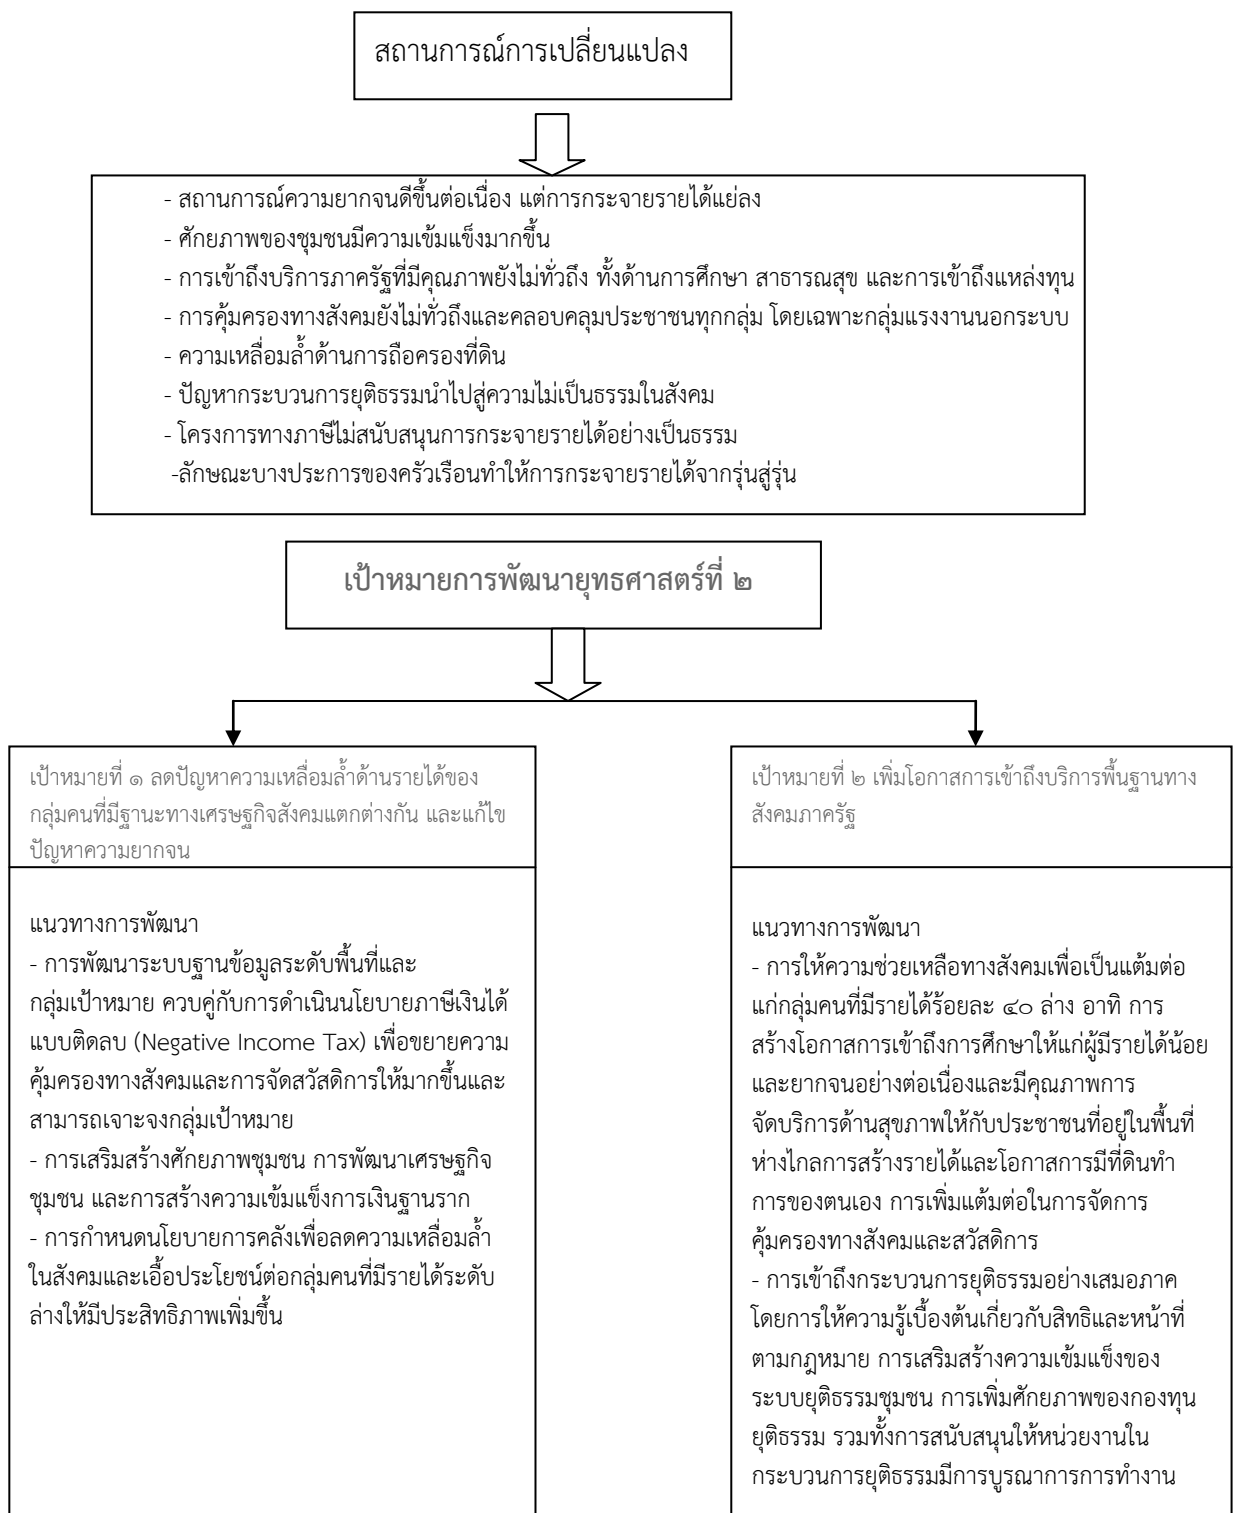 สถานการณ์การเปลี่ยนแปลง
- สถานการณ์ความยากจนดีขึ้นต่อเนื่อง แต่การกระจายรายได้แย่ลง
- ศักยภาพของชุมชนมีความเข้มแข็งมากขึ้น
- การเข้าถึงบริการภาครัฐที่มีคุณภาพยังไม่ทั่วถึง ทั้งด้านการศึกษา สาธารณสุข และการเข้าถึงแหล่งทุน
- การคุ้มครองทางสังคมยังไม่ทั่วถึงและคลอบคลุมประชาชนทุกกลุ่ม โดยเฉพาะกลุ่มแรงงานนอกระบบ
- ความเหลื่อมล้ำด้านการถือครองที่ดิน
- ปัญหากระบวนการยุติธรรมนำไปสู่ความไม่เป็นธรรมในสังคม
- โครงการทางภาษีไม่สนับสนุนการกระจายรายได้อย่างเป็นธรรม
-ลักษณะบางประการของครัวเรือนทำให้การกระจายรายได้จากรุ่นสู่รุ่น
เป้าหมายการพัฒนายุทธศาสตร์ที่ ๒
เป้าหมายที่ ๑ ลดปัญหาความเหลื่อมล้ำด้านรายได้ของ
กลุ่มคนที่มีฐานะทางเศรษฐกิจสังคมแตกต่างกัน และแก้ไข
ปัญหาความยากจน
แนวทางการพัฒนา
- การพัฒนาระบบฐานข้อมูลระดับพื้นที่และ
กลุ่มเป้าหมาย ควบคู่กับการดำเนินนโยบายภาษีเงินได้
แบบติดลบ (Negative Income Tax) เพื่อขยายความ
คุ้มครองทางสังคมและการจัดสวัสดิการให้มากขึ้นและ
สามารถเจาะจงกลุ่มเป้าหมาย
- การเสริมสร้างศักยภาพชุมชน การพัฒนาเศรษฐกิจ
ชุมชน และการสร้างความเข้มแข็งการเงินฐานราก
- การกำหนดนโยบายการคลังเพื่อลดความเหลื่อมล้ำ
ในสังคมและเอื้อประโยชน์ต่อกลุ่มคนที่มีรายได้ระดับ
ล่างให้มีประสิทธิภาพเพิ่มขึ้น
เป้าหมายที่ ๒ เพิ่มโอกาสการเข้าถึงบริการพื้นฐานทาง
สังคมภาครัฐ
แนวทางการพัฒนา
- การให้ความช่วยเหลือทางสังคมเพื่อเป็นแต้มต่อ
แก่กลุ่มคนที่มีรายได้ร้อยละ ๔๐ ล่าง อาทิ การ
สร้างโอกาสการเข้าถึงการศึกษาให้แก่ผู้มีรายได้น้อย
และยากจนอย่างต่อเนื่องและมีคุณภาพการ
จัดบริการด้านสุขภาพให้กับประชาชนที่อยู่ในพื้นที่
ห่างไกลการสร้างรายได้และโอกาสการมีที่ดินทำ
การของตนเอง การเพิ่มแต้มต่อในการจัดการ
คุ้มครองทางสังคมและสวัสดิการ
- การเข้าถึงกระบวนการยุติธรรมอย่างเสมอภาค
โดยการให้ความรู้เบื้องต้นเกี่ยวกับสิทธิและหน้าที่
ตามกฎหมาย การเสริมสร้างความเข้มแข็งของ
ระบบยุติธรรมชุมชน การเพิ่มศักยภาพของกองทุน
ยุติธรรม รวมทั้งการสนับสนุนให้หน่วยงานใน
กระบวนการยุติธรรมมีการบูรณาการการทำงาน